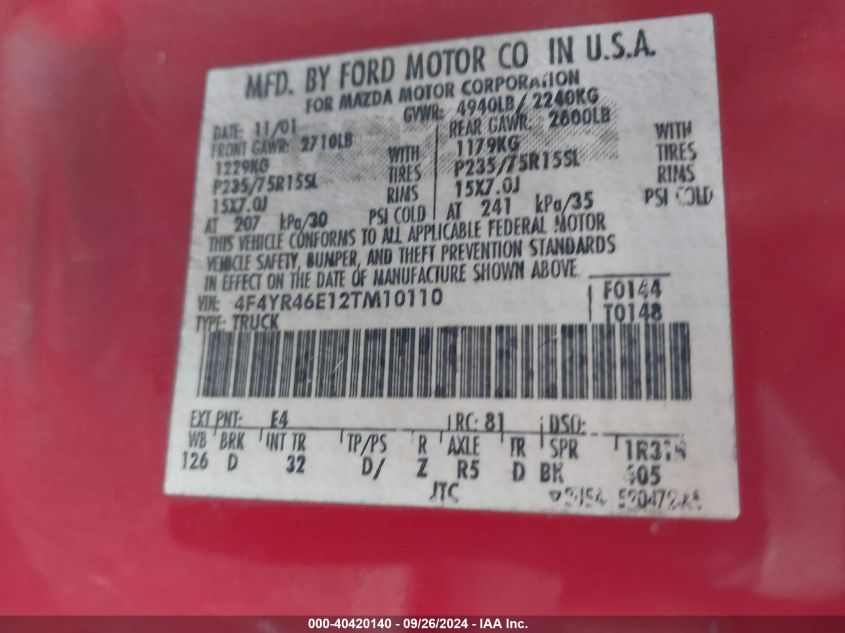 MFD. BY FORD MOTOR CO IN U.S.A.
FOR MAZDA MOTOR CORPORATION
GVWR: 4940LB/ 2240KG
DATE: 11/01
FRONT GAWR: 2710LB
1229KG WITH
P235/75R15SL TIRES
15X7.0J RIMS
AT 207 kPa/30 PSI COLD
REAR GAWR: 2600LB
1179KG WITH
P235/75R15SL TIRES
15X7.0J RIMS
AT 241 kPa/35 PSI COLD
THIS VEHICLE CONFORMS TO ALL APPLICABLE FEDERAL MOTOR
VEHICLE SAFETY, BUMPER, AND THEFT PREVENTION STANDARDS
IN EFFECT ON THE DATE OF MANUFACTURE SHOWN ABOVE
VIN: 4F4YR46E12TM10110 F0144
TYPE: TRUCK T0148
EXT PNT: E4 RC: 81 DSO:
WB BRK INT TR TP/PS R AXLE TR SPR
126 D 32 D/ Z R5 D BK
JTC
000-40420140 - 09/26/2024 - IAA Inc.